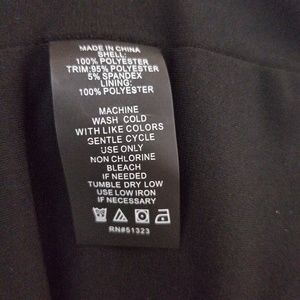 MADE IN CHINA
SHELL:
100% POLYESTER
TRIM:95% POLYESTER
5% SPANDEX
LINING:
100% POLYESTER
MACHINE
WASH COLD
WITH LIKE COLORS
GENTLE CYCLE
USE ONLY
NON CHLORINE
BLEACH
IF NEEDED
TUMBLE DRY LOW
USE LOW IRON
IF NECESSARY
RN#51323